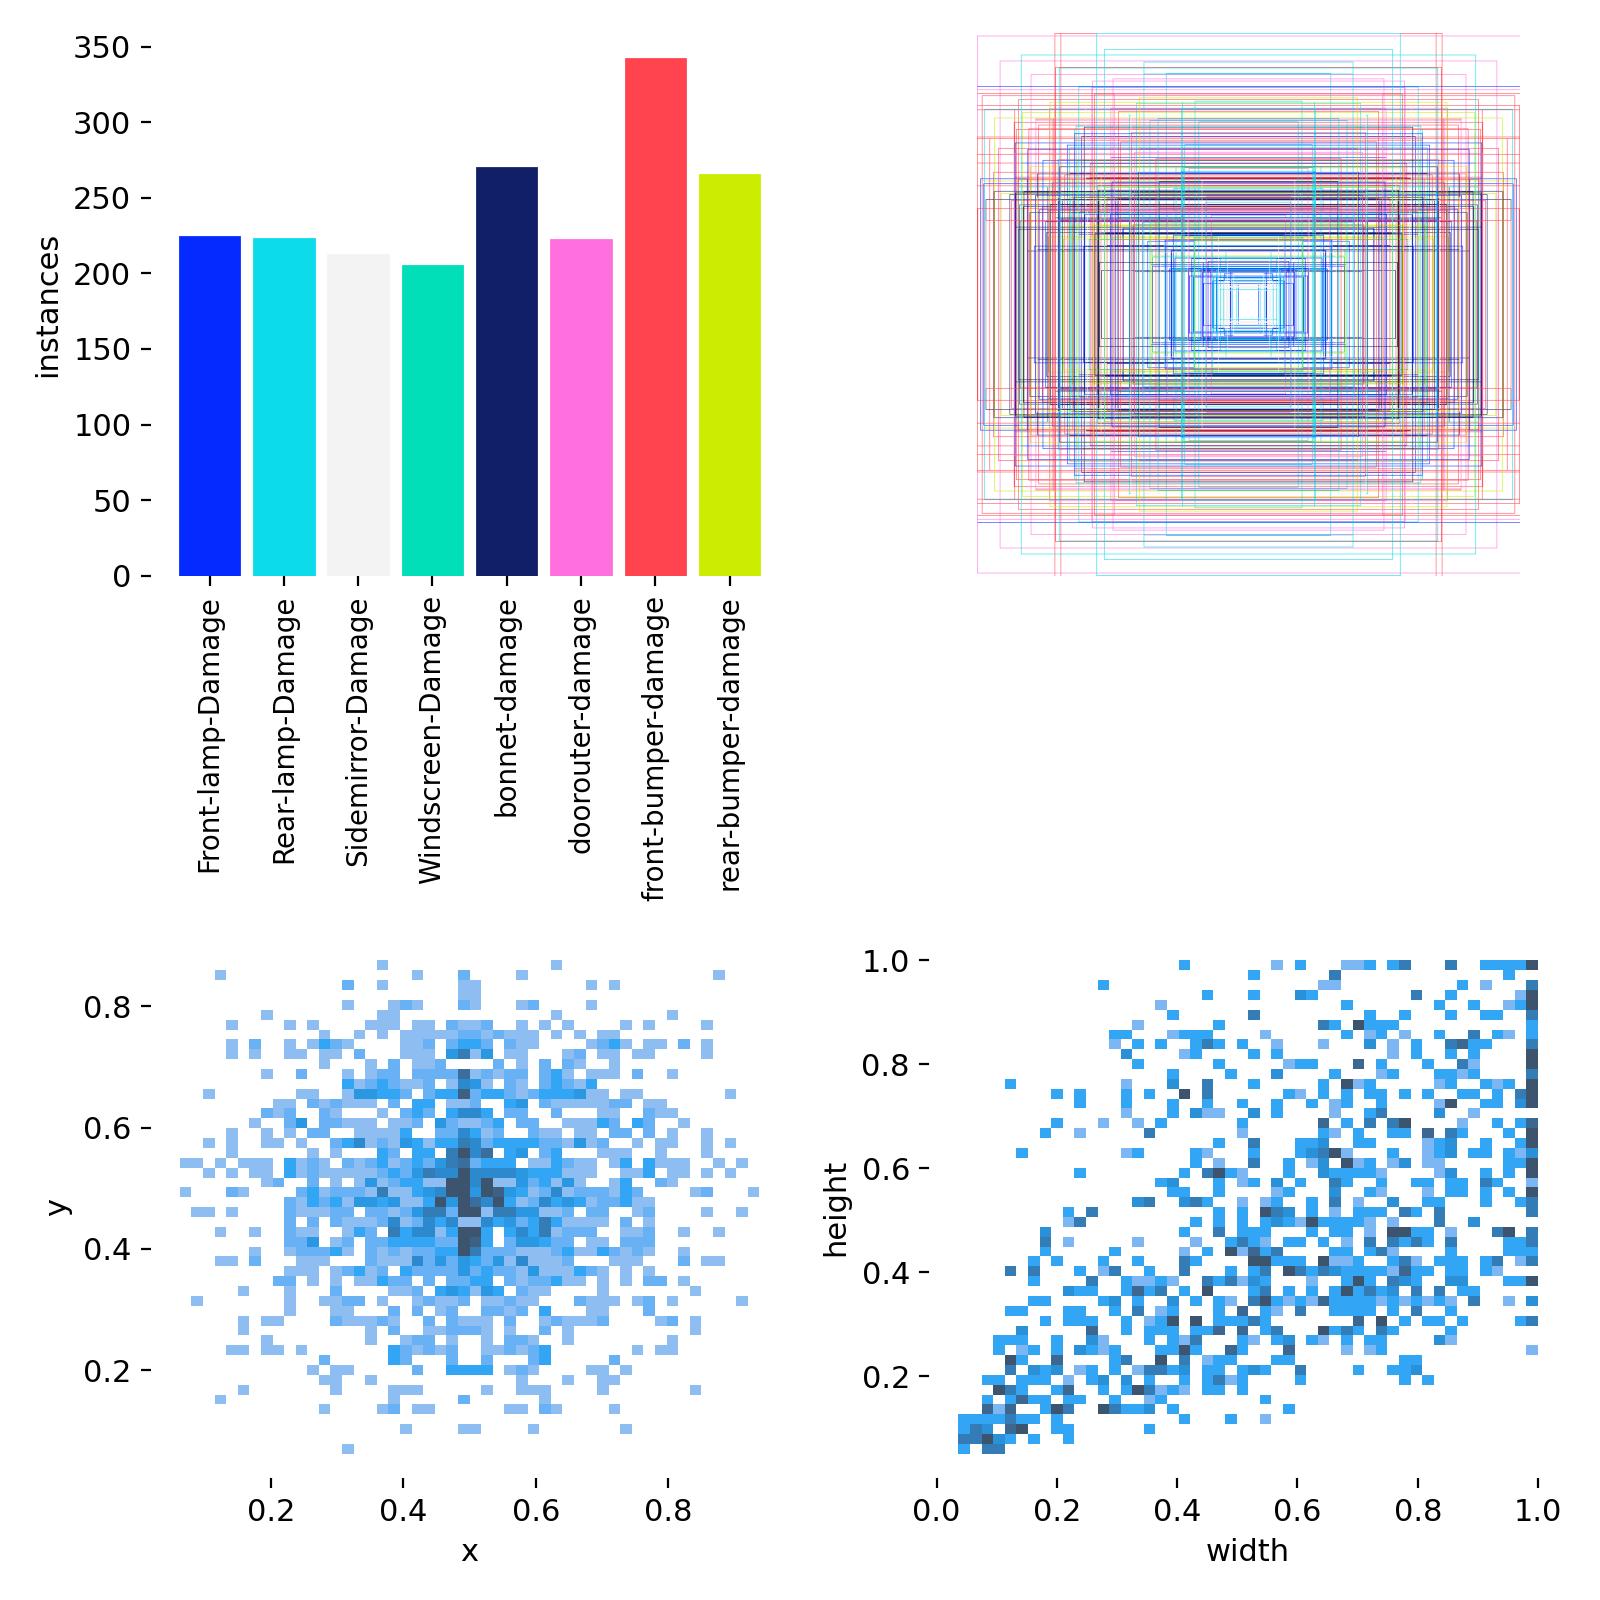 350
300
250
200
150
100
50
0
instances
Front-lamp-Damage
Rear-lamp-Damage
Sidemirror-Damage
Windscreen-Damage
bonnet-damage
doorouter-damage
front-bumper-damage
rear-bumper-damage
0.8
0.6
0.4
0.2
y
0.2 0.4 0.6 0.8
x
1.0
0.8
0.6
0.4
0.2
height
0.0 0.2 0.4 0.6 0.8 1.0
width